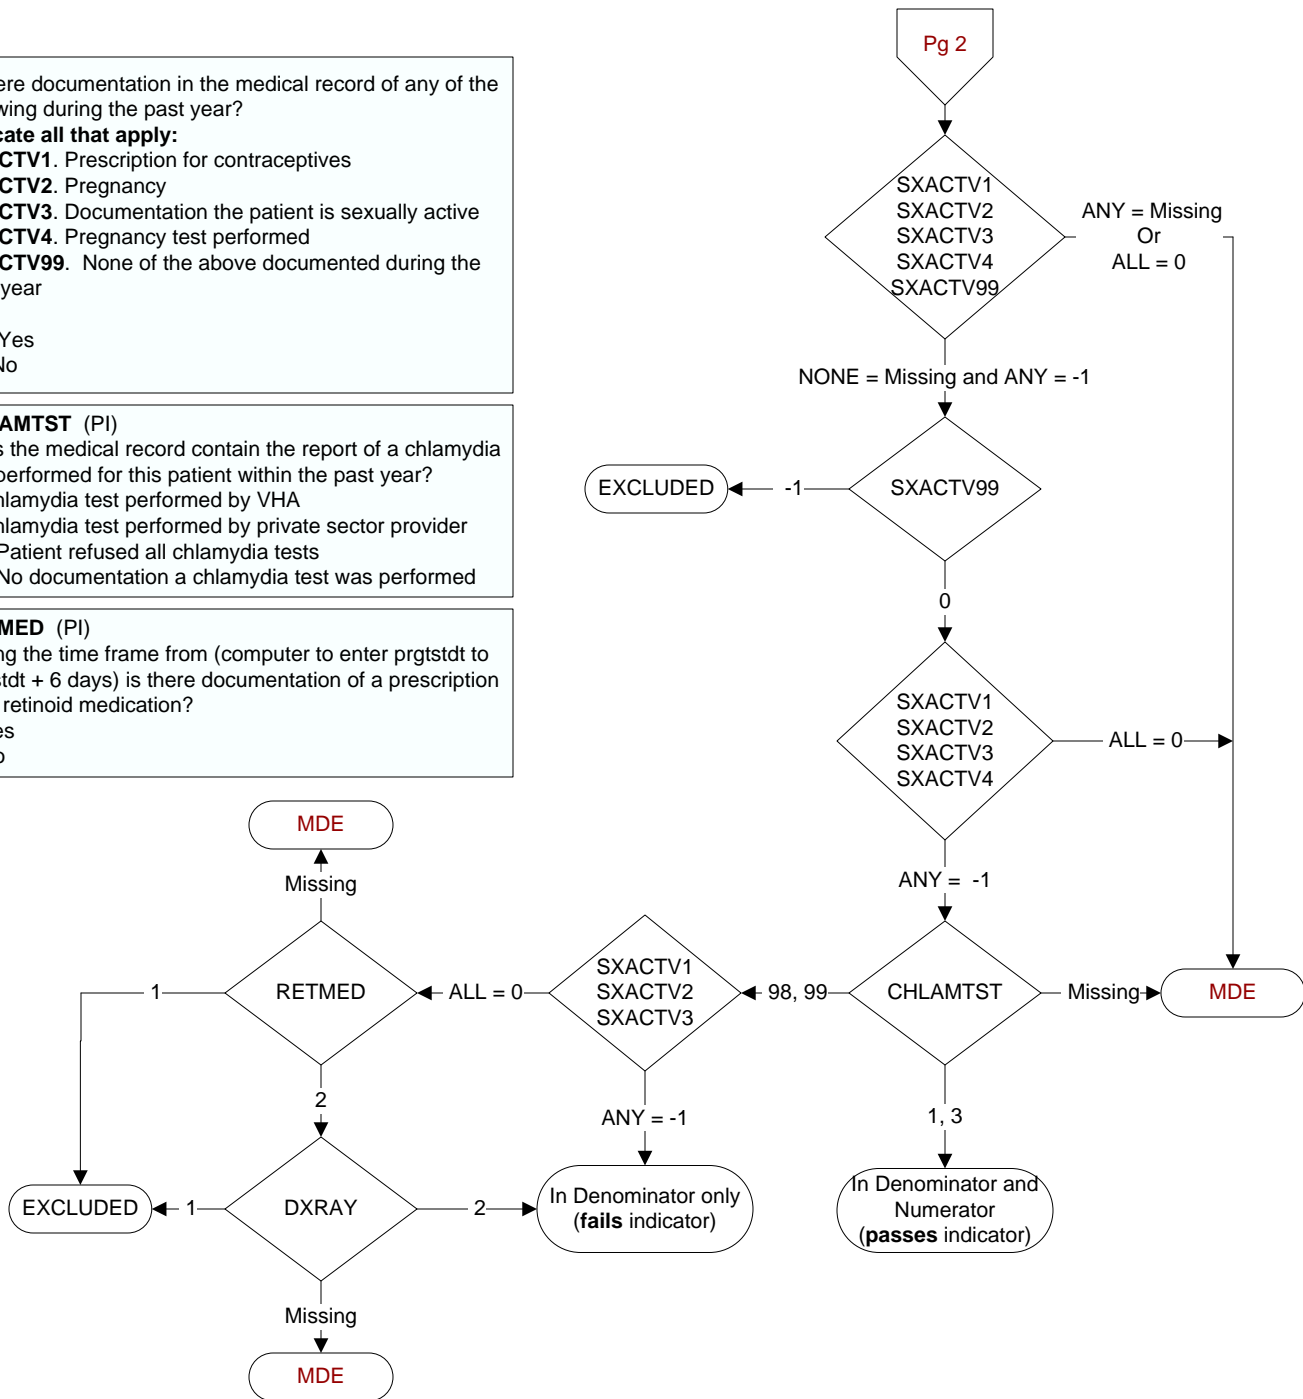 Pg 2
ere documentation in the medical record of any of the
wing during the past year?
cate all that apply:
CTV1. Prescription for contraceptives
CTV2. Pregnancy
CTV3. Documentation the patient is sexually active
CTV4. Pregnancy test performed
CTV99. None of the above documented during the
year
Yes
No
AMTST (PI)
s the medical record contain the report of a chlamydia
performed for this patient within the past year?
hlamydia test performed by VHA
hlamydia test performed by private sector provider
Patient refused all chlamydia tests
No documentation a chlamydia test was performed
MED (PI)
ng the time frame from (computer to enter prgtstdt to
stdt + 6 days) is there documentation of a prescription
retinoid medication?
es
o
SXACTV1
SXACTV2
SXACTV3
SXACTV4
SXACTV99
ANY = Missing
Or
ALL = 0
NONE = Missing and ANY = -1
SXACTV99
-1
EXCLUDED
0
SXACTV1
SXACTV2
SXACTV3
SXACTV4
ALL = 0
ANY = -1
CHLAMTST
Missing
MDE
98, 99
1, 3
In Denominator and
Numerator
(passes indicator)
SXACTV1
SXACTV2
SXACTV3
ALL = 0
ANY = -1
In Denominator only
(fails indicator)
RETMED
Missing
MDE
1
2
DXRAY
1
EXCLUDED
2
Missing
MDE